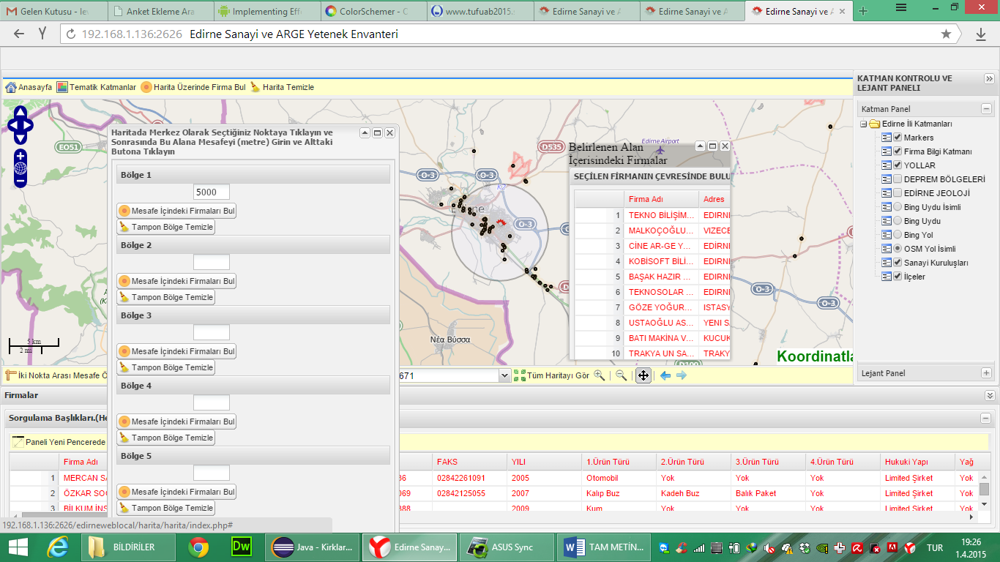 Gelen Kutusu - lev
Anket Ekleme Ara
Implementing Effe
ColorSchemer - C
www.tufuab2015.
Edirne Sanayi ve A
Edirne Sanayi ve A
Edirne Sanayi ve A
192.168.1.136:2626 Edirne Sanayi ve ARGE Yetenek Envanteri
Anasayfa
Tematik Katmanlar
Harita Üzerinde Firma Bul
Harita Temizle
KATMAN KONTROLU VE
LEJANT PANELI
Katman Panel
Edirne İli Katmanları
Markers
Firma Bilgi Katmanı
YOLLAR
DEPREM BÖLGELERİ
EDİRNE JEOLOJİ
Bing Uydu İsimli
Bing Uydu
Bing Yol
OSM Yol İsimli
Sanayi Kuruluşları
İlçeler
Lejant Panel
EO51
5 km
2 mi
Haritada Merkez Olarak Seçtiğiniz Noktaya Tıklayın ve
Sonrasında Bu Alana Mesafeyi (metre) Girin ve Alttaki
Butona Tıklayın
Bölge 1
5000
Mesafe İçindeki Firmaları Bul
Tampon Bölge Temizle
Bölge 2
Mesafe İçindeki Firmaları Bul
Tampon Bölge Temizle
Bölge 3
Mesafe İçindeki Firmaları Bul
Tampon Bölge Temizle
Bölge 4
Mesafe İçindeki Firmaları Bul
Tampon Bölge Temizle
Bölge 5
Mesafe İçindeki Firmaları Bul
Tampon Bölge Temizle
D535
Edirne Airport
O-3
O-3
Edirne
O-3
O-3
O-3
Νέα Βύσσα
Koordinatla
Belirlenen Alan
İçerisindeki Firmalar
SEÇİLEN FİRMANIN ÇEVRESİNDE BULU
Firma Adı Adres
1 TEKNO BİLİŞİM... EDIRNE
2 MALKOÇOĞLU... VIZECE
3 CİNE AR-GE Y... EDİRNE
4 KOBİSOFT BİLİ... EDIRNE
5 BAŞAK HAZIR ... EDIRNE
6 TEKNOSOLAR ... EDIRNE
7 GÖZE YOĞUR... ISTASY
8 USTAOĞLU AS... YENI S
9 BATI MAKİNA V... KUCUK
10 TRAKYA UN SA... TRAKY
İki Nokta Arası Mesafe Ö
671
Tüm Haritayı Gör
Firmalar
Sorgulama Başlıkları.(He
Paneli Yeni Pencerede
Firma Adı FAKS YILI 1.Ürün Türü 2.Ürün Türü 3.Ürün Türü 4.Ürün Türü Hukuki Yapı Yağ
1 MERCAN SA 36 02842261091 2005 Otomobil Yok Yok Yok Limited Şirket Yok
2 ÖZKAR SOĞ 069 02842125055 2007 Kalıp Buz Kadeh Buz Balık Paket Yok Limited Şirket Yok
3 BİLKUM İNS 388 2009 Kum Yok Yok Yok Limited Şirket Yok
192.168.1.136:2626/edirneweblocal/harita/harita/index.php#
BİLDİRİLER
Dw
Java - Kirklar...
Edirne Sanay...
ASUS Sync
TAM METİN...
TUR
19:26
1.4.2015